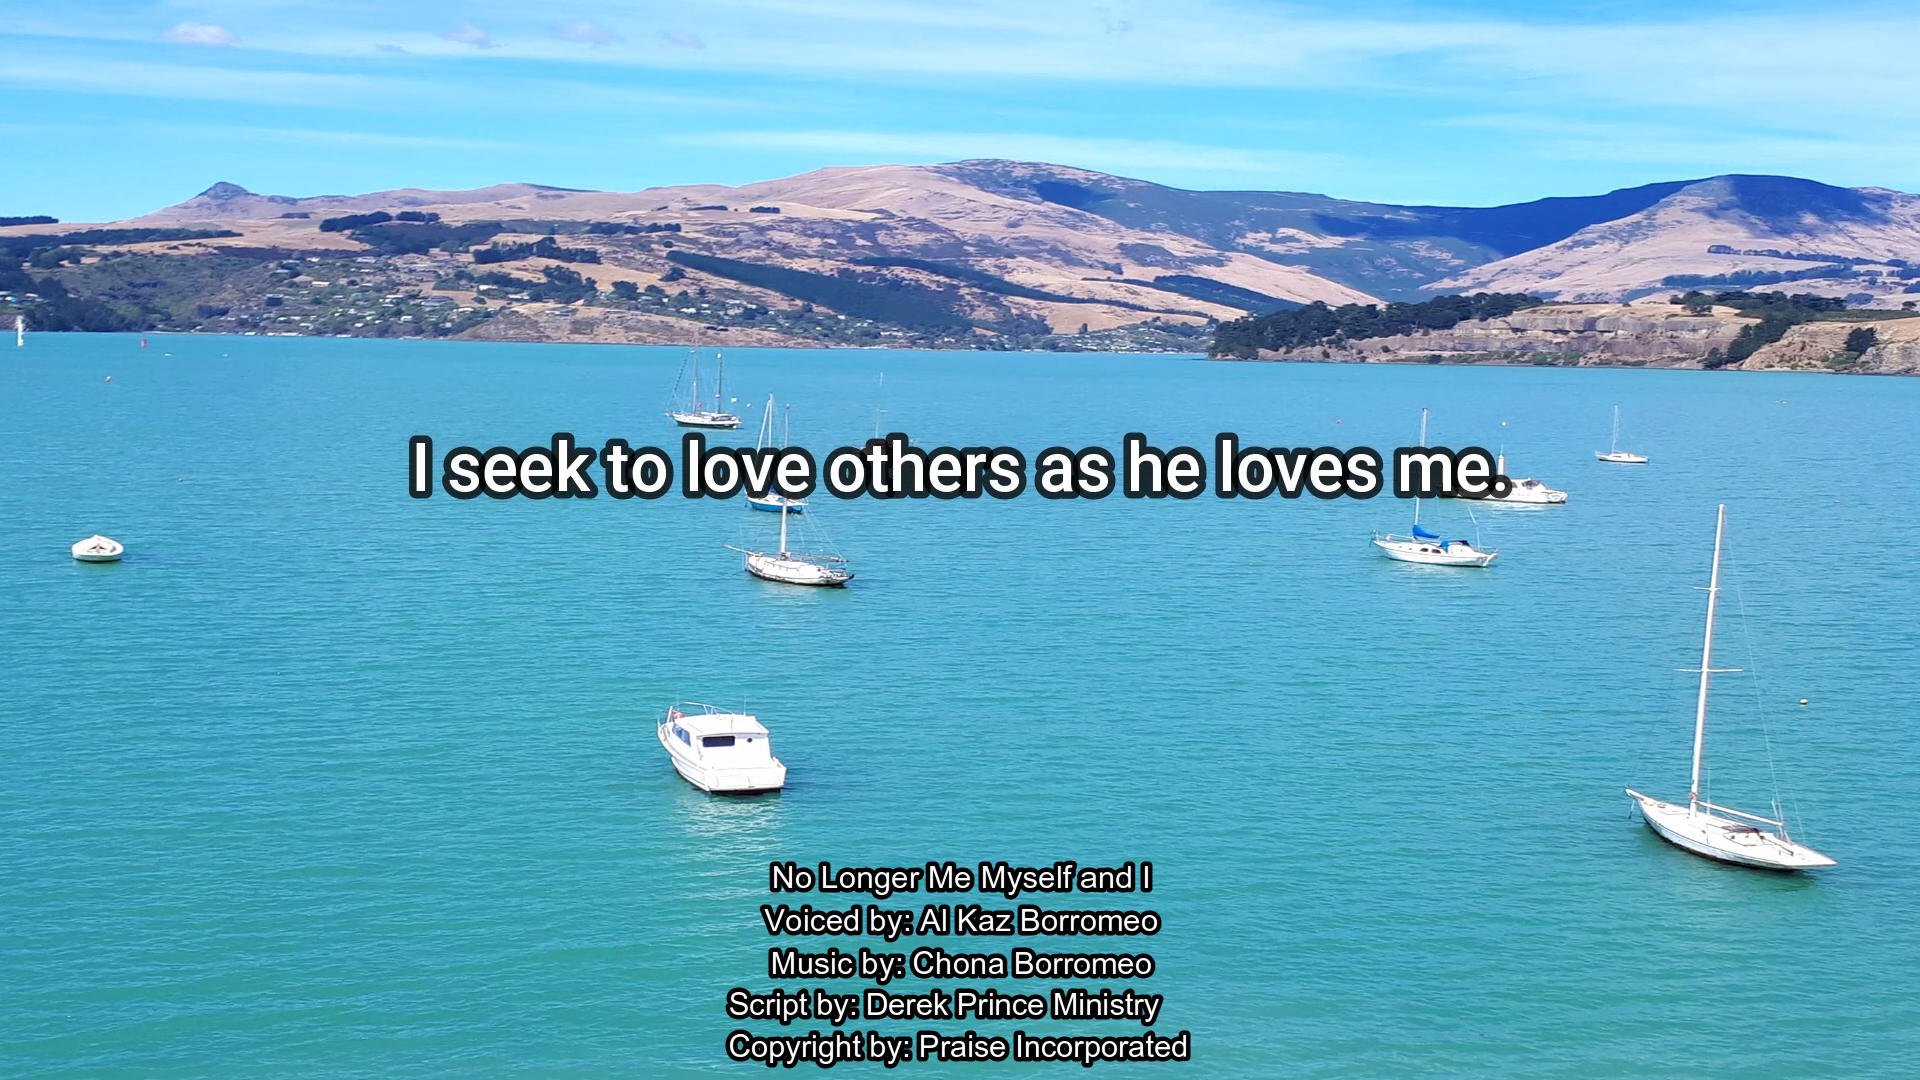 I seek to love others as he loves me.
No Longer Me Myself and I
Voiced by: Al Kaz Borromeo
Music by: Chona Borromeo
Script by: Derek Prince Ministry
Copyright by: Praise Incorporated